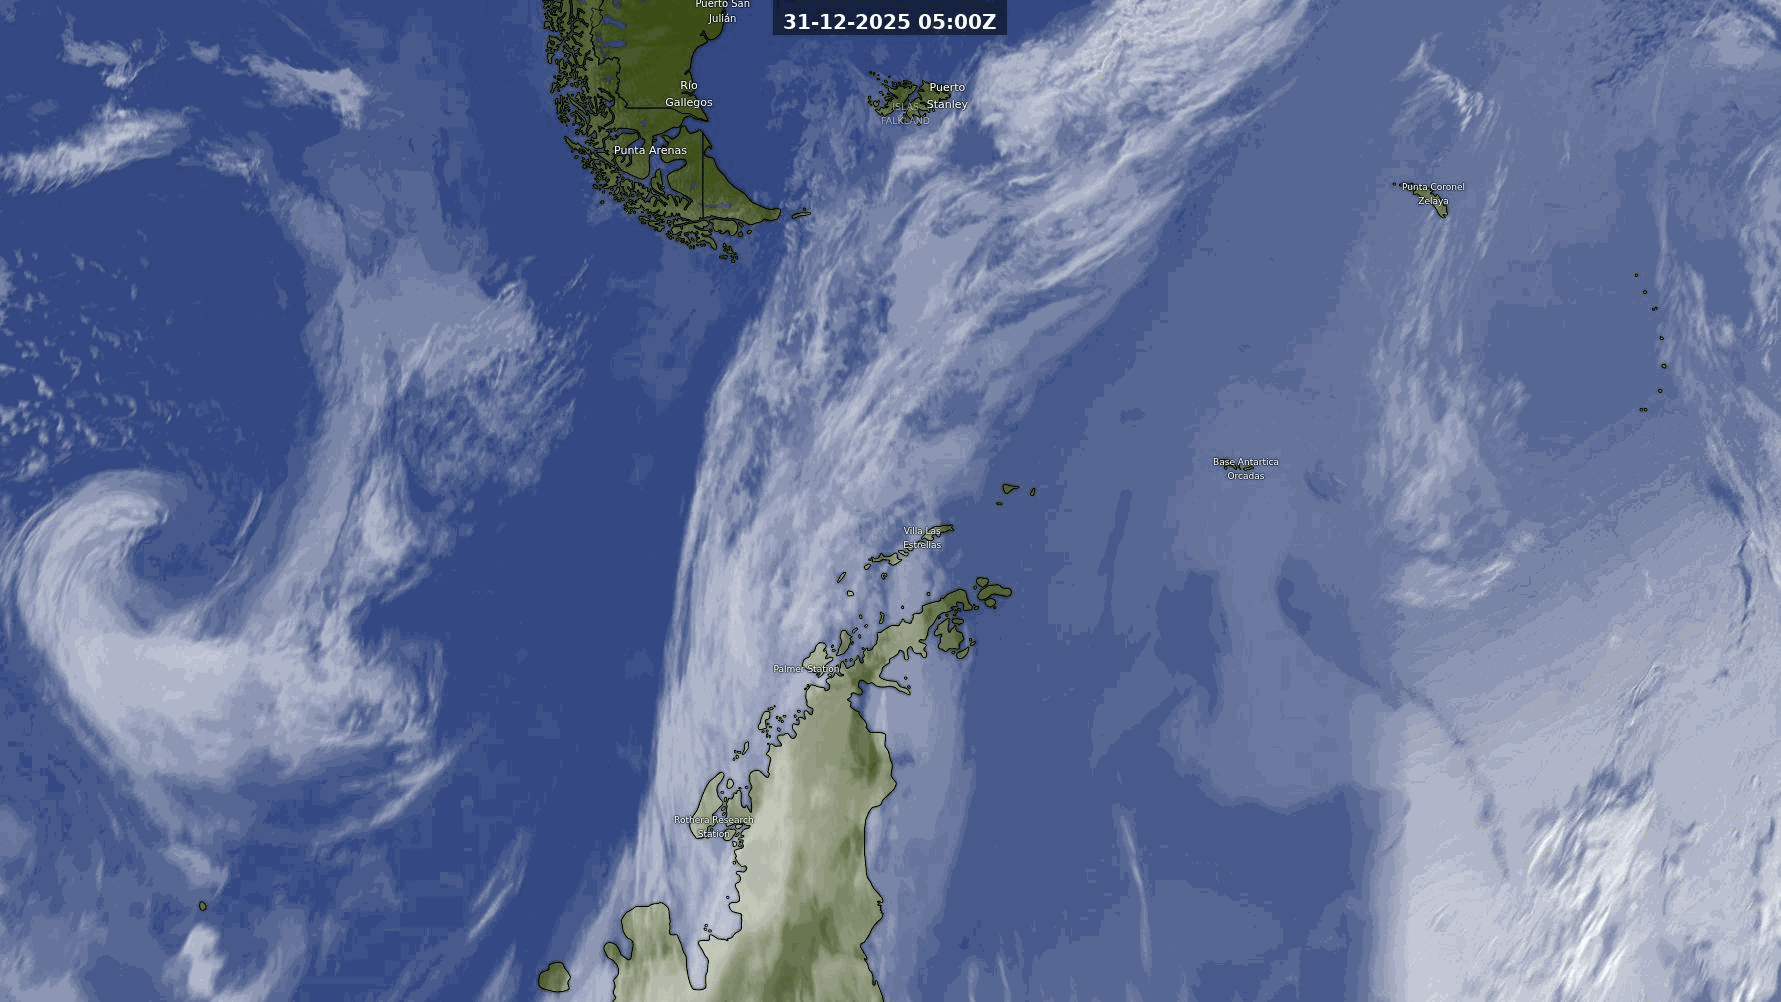 Puerto San
Julián
31-12-2025 05:00Z
Río
Gallegos
Puerto
Stanley
ISLAS
FALKLAND
Punta Arenas
Punta Coronel
Zelaya
Base Antartica
Orcadas
Villa Las
Estrellas
Palmer Station
Rothera Research
Station